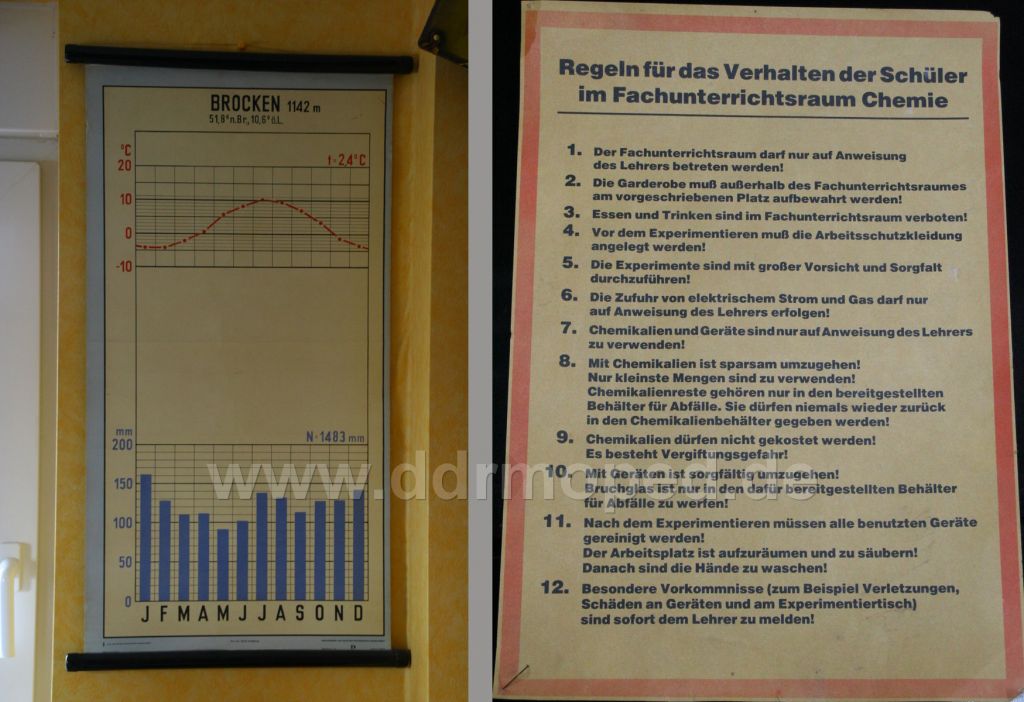 BROCKEN 1142 m
51,8° n.Br., 10,6° ö.L.
°C
20
t = 2,4°C
10
0
-10
mm
N = 1483 mm
200
150
100
50
0
J F M A M J J A S O N D
Regeln für das Verhalten der Schüler
im Fachunterrichtsraum Chemie
1. Der Fachunterrichtsraum darf nur auf Anweisung
des Lehrers betreten werden!
2. Die Garderobe muß außerhalb des Fachunterrichtsraumes
am vorgeschriebenen Platz aufbewahrt werden!
3. Essen und Trinken sind im Fachunterrichtsraum verboten!
4. Vor dem Experimentieren muß die Arbeitsschutzkleidung
angelegt werden!
5. Die Experimente sind mit großer Vorsicht und Sorgfalt
durchzuführen!
6. Die Zufuhr von elektrischem Strom und Gas darf nur
auf Anweisung des Lehrers erfolgen!
7. Chemikalien und Geräte sind nur auf Anweisung des Lehrers
zu verwenden!
8. Mit Chemikalien ist sparsam umzugehen!
Nur kleinste Mengen sind zu verwenden!
Chemikalienreste gehören nur in den bereitgestellten
Behälter für Abfälle. Sie dürfen niemals wieder zurück
in den Chemikalienbehälter gegeben werden!
9. Chemikalien dürfen nicht gekostet werden!
Es besteht Vergiftungsgefahr!
10. Mit Geräten ist sorgfältig umzugehen!
Bruchglas ist nur in den dafür bereitgestellten Behälter
für Abfälle zu werfen!
11. Nach dem Experimentieren müssen alle benutzten Geräte
gereinigt werden!
Der Arbeitsplatz ist aufzuräumen und zu säubern!
Danach sind die Hände zu waschen!
12. Besondere Vorkommnisse (zum Beispiel Verletzungen,
Schäden an Geräten und am Experimentiertisch)
sind sofort dem Lehrer zu melden!
www.ddrmoped.de